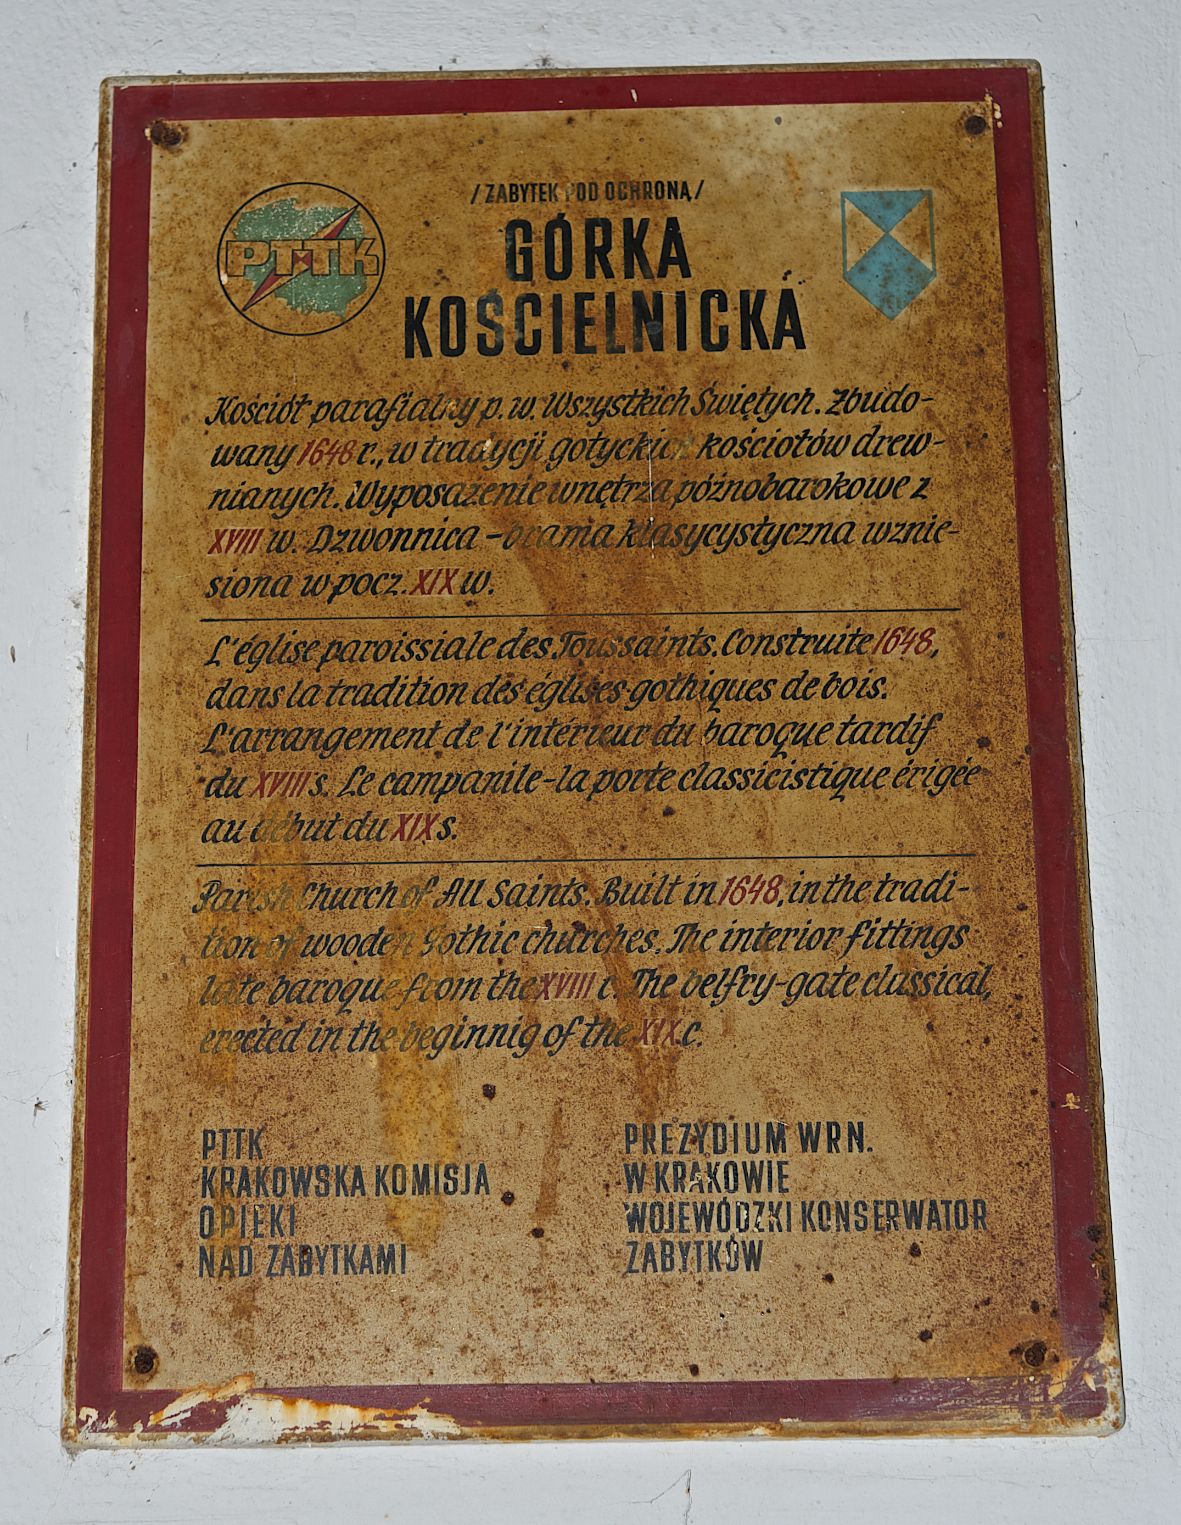 /ZABYTEK POD OCHRONĄ/
PTTK
GÓRKA
KOŚCIELNICKA
Kościół parafialny p. w. Wszystkich Świętych. Zbudo-
wany 1648 r., w tradycji gotyckich kościołów drew-
nianych. Wyposażenie wnętrza późnobarokowe z
XVIII w. Dzwonnica - brama klasycystyczna wznie-
siona w pocz. XIX w.
L'église paroissiale des Toussaints. Construite 1648,
dans la tradition des églises gothiques de bois.
L'arrangement de l'intérieur du baroque tardif
du XVIII s. Le campanile-la porte classicistique érigée
au début du XIX s.
Parish Church of All Saints. Built in 1648, in the tradi-
tion of wooden Gothic churches. The interior fittings
late baroque from the XVIII c. The belfry-gate classical,
erected in the beginnig of the XIX c.
PTTK
KRAKOWSKA KOMISJA
OPIEKI
NAD ZABYTKAMI
PREZYDIUM WRN.
W KRAKOWIE
WOJEWÓDZKI KONSERWATOR
ZABYTKÓW